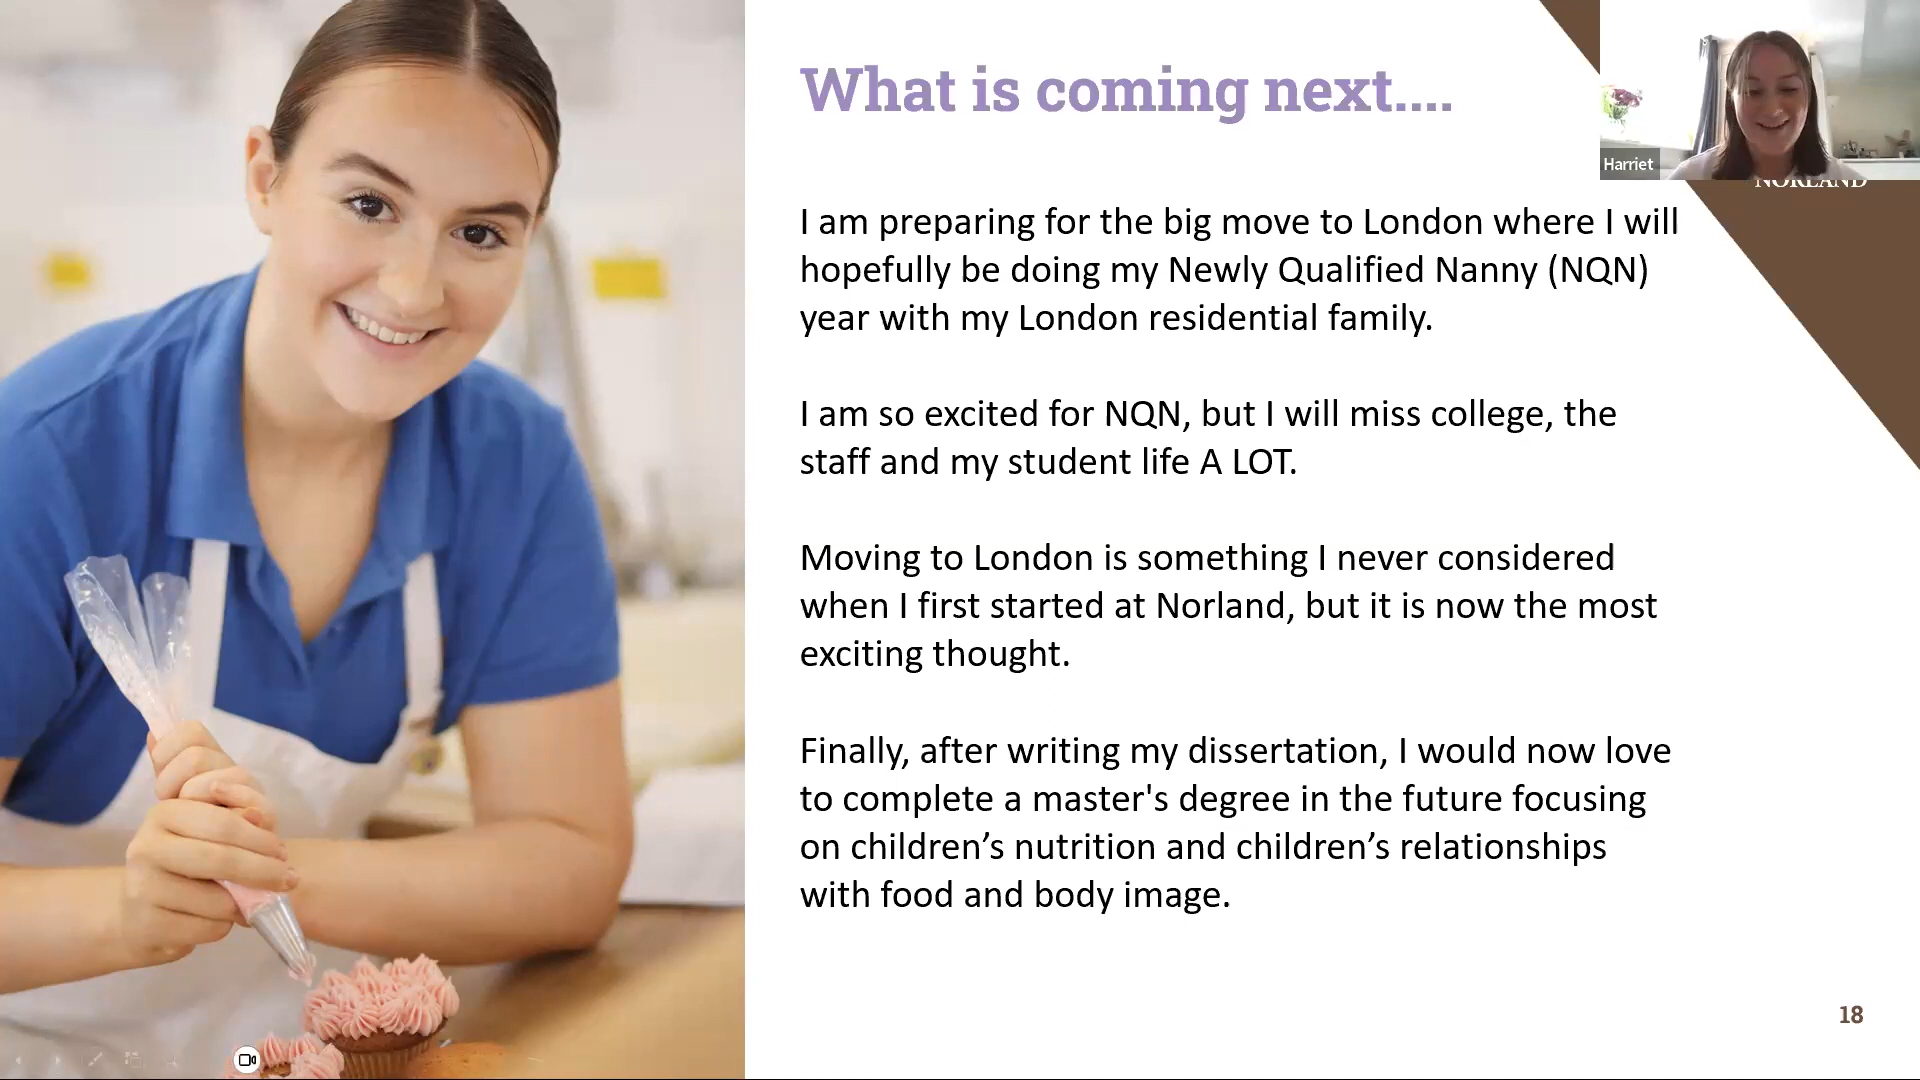 What is coming next....
Harriet
NORLAND
I am preparing for the big move to London where I will
hopefully be doing my Newly Qualified Nanny (NQN)
year with my London residential family.
I am so excited for NQN, but I will miss college, the
staff and my student life A LOT.
Moving to London is something I never considered
when I first started at Norland, but it is now the most
exciting thought.
Finally, after writing my dissertation, I would now love
to complete a master's degree in the future focusing
on children’s nutrition and children’s relationships
with food and body image.
18